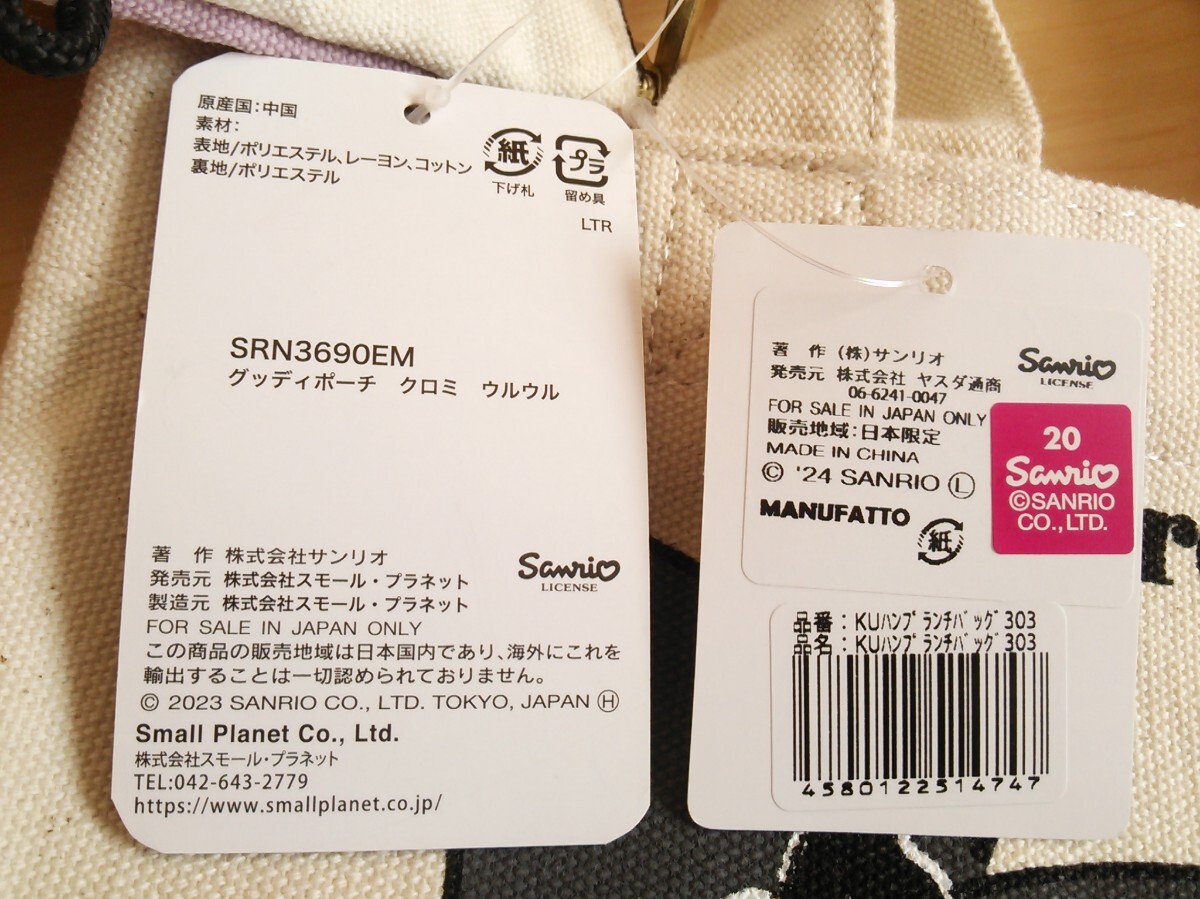 原産国:中国
素材:
表地/ポリエステル、レーヨン、コットン
裏地/ポリエステル
紙
下げ札
プラ
留め具
LTR
SRN3690EM
グッディポーチ クロミ ウルウル
著 作 株式会社サンリオ
発売元 株式会社スモール・プラネット
製造元 株式会社スモール・プラネット
Sanrio
LICENSE
FOR SALE IN JAPAN ONLY
この商品の販売地域は日本国内であり、海外にこれを
輸出することは一切認められておりません。
© 2023 SANRIO CO., LTD. TOKYO, JAPAN Ⓗ
Small Planet Co., Ltd.
株式会社スモール・プラネット
TEL:042-643-2779
https://www.smallplanet.co.jp/
著 作 (株)サンリオ
発売元 株式会社 ヤスダ通商
06-6241-0047
Sanrio
LICENSE
FOR SALE IN JAPAN ONLY
販売地域:日本限定
MADE IN CHINA
© '24 SANRIO Ⓛ
MANUFATTO
紙
20
Sanrio
©SANRIO
CO.,LTD.
品番: KUハンプ ランチバッグ 303
品名: KUハンプ ランチバッグ 303
4580122514747